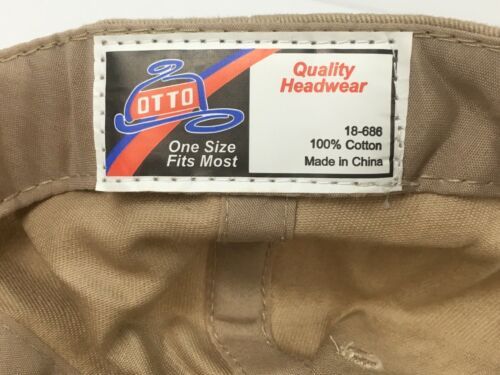 OTTO
One Size
Fits Most
Quality
Headwear
18-686
100% Cotton
Made in China